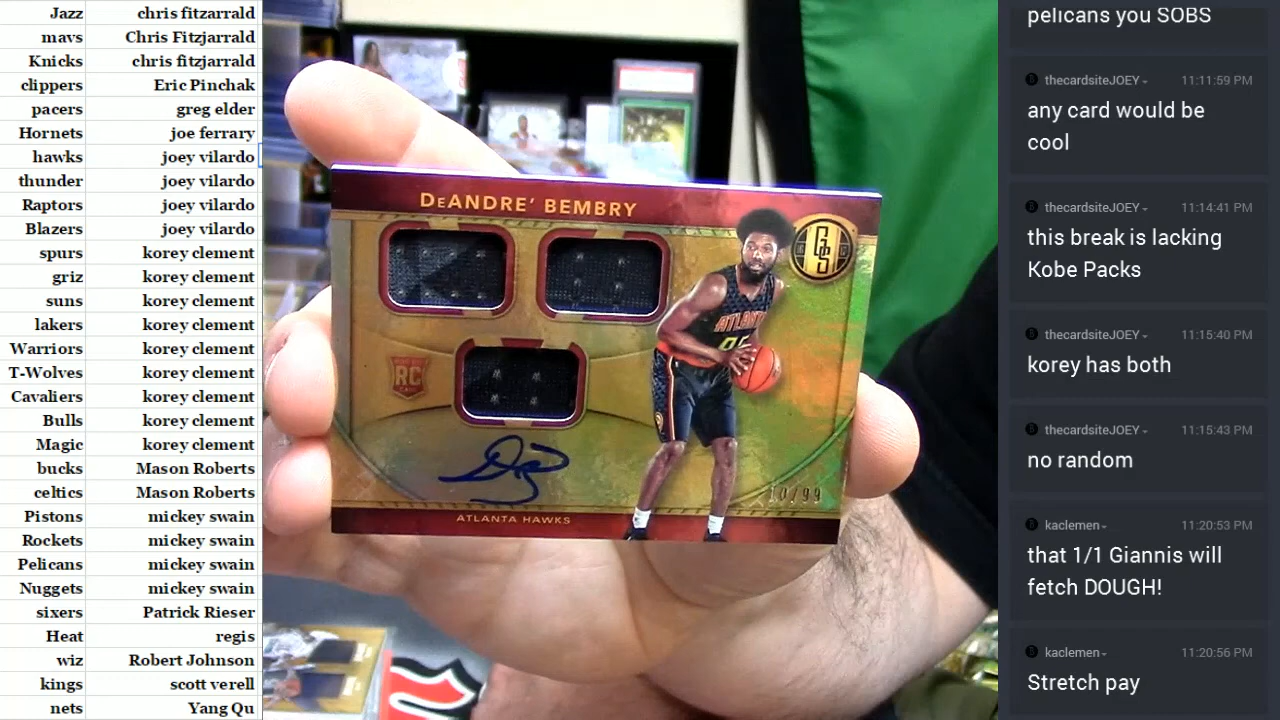 Jazz chris fitzarrald
mavs Chris Fitzjarrald
Knicks chris fitzjarrald
clippers Eric Pinchak
pacers greg elder
Hornets joe ferrary
hawks joey vilardo
thunder joey vilardo
Raptors joey vilardo
Blazers joey vilardo
spurs korey clement
griz korey clement
suns korey clement
lakers korey clement
Warriors korey clement
T-Wolves korey clement
Cavaliers korey clement
Bulls korey clement
Magic korey clement
bucks Mason Roberts
celtics Mason Roberts
Pistons mickey swain
Rockets mickey swain
Pelicans mickey swain
Nuggets mickey swain
sixers Patrick Rieser
Heat regis
wiz Robert Johnson
kings scott verell
nets Yang Qu
DeANDRE' BEMBRY
GS
ATLANTA
RC
10/99
ATLANTA HAWKS
pelicans you SOBS
thecardsiteJOEY 11:11:59 PM
any card would be
cool
thecardsiteJOEY 11:14:41 PM
this break is lacking
Kobe Packs
thecardsiteJOEY 11:15:40 PM
korey has both
thecardsiteJOEY 11:15:43 PM
no random
kaclemen 11:20:53 PM
that 1/1 Giannis will
fetch DOUGH!
kaclemen 11:20:56 PM
Stretch pay